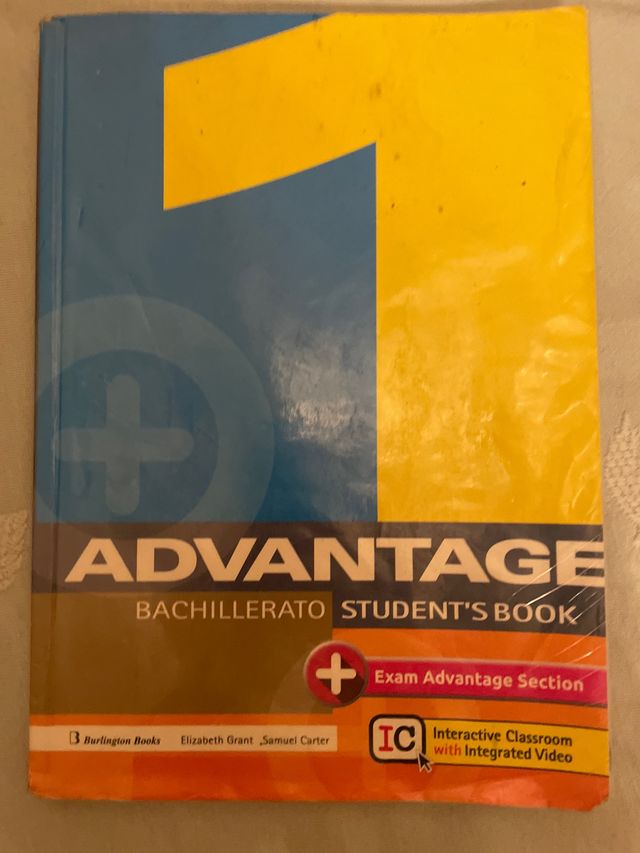 1
ADVANTAGE
BACHILLERATO STUDENT'S BOOK
Exam Advantage Section
B Burlington Books Elizabeth Grant ,Samuel Carter
IC Interactive Classroom
with Integrated Video